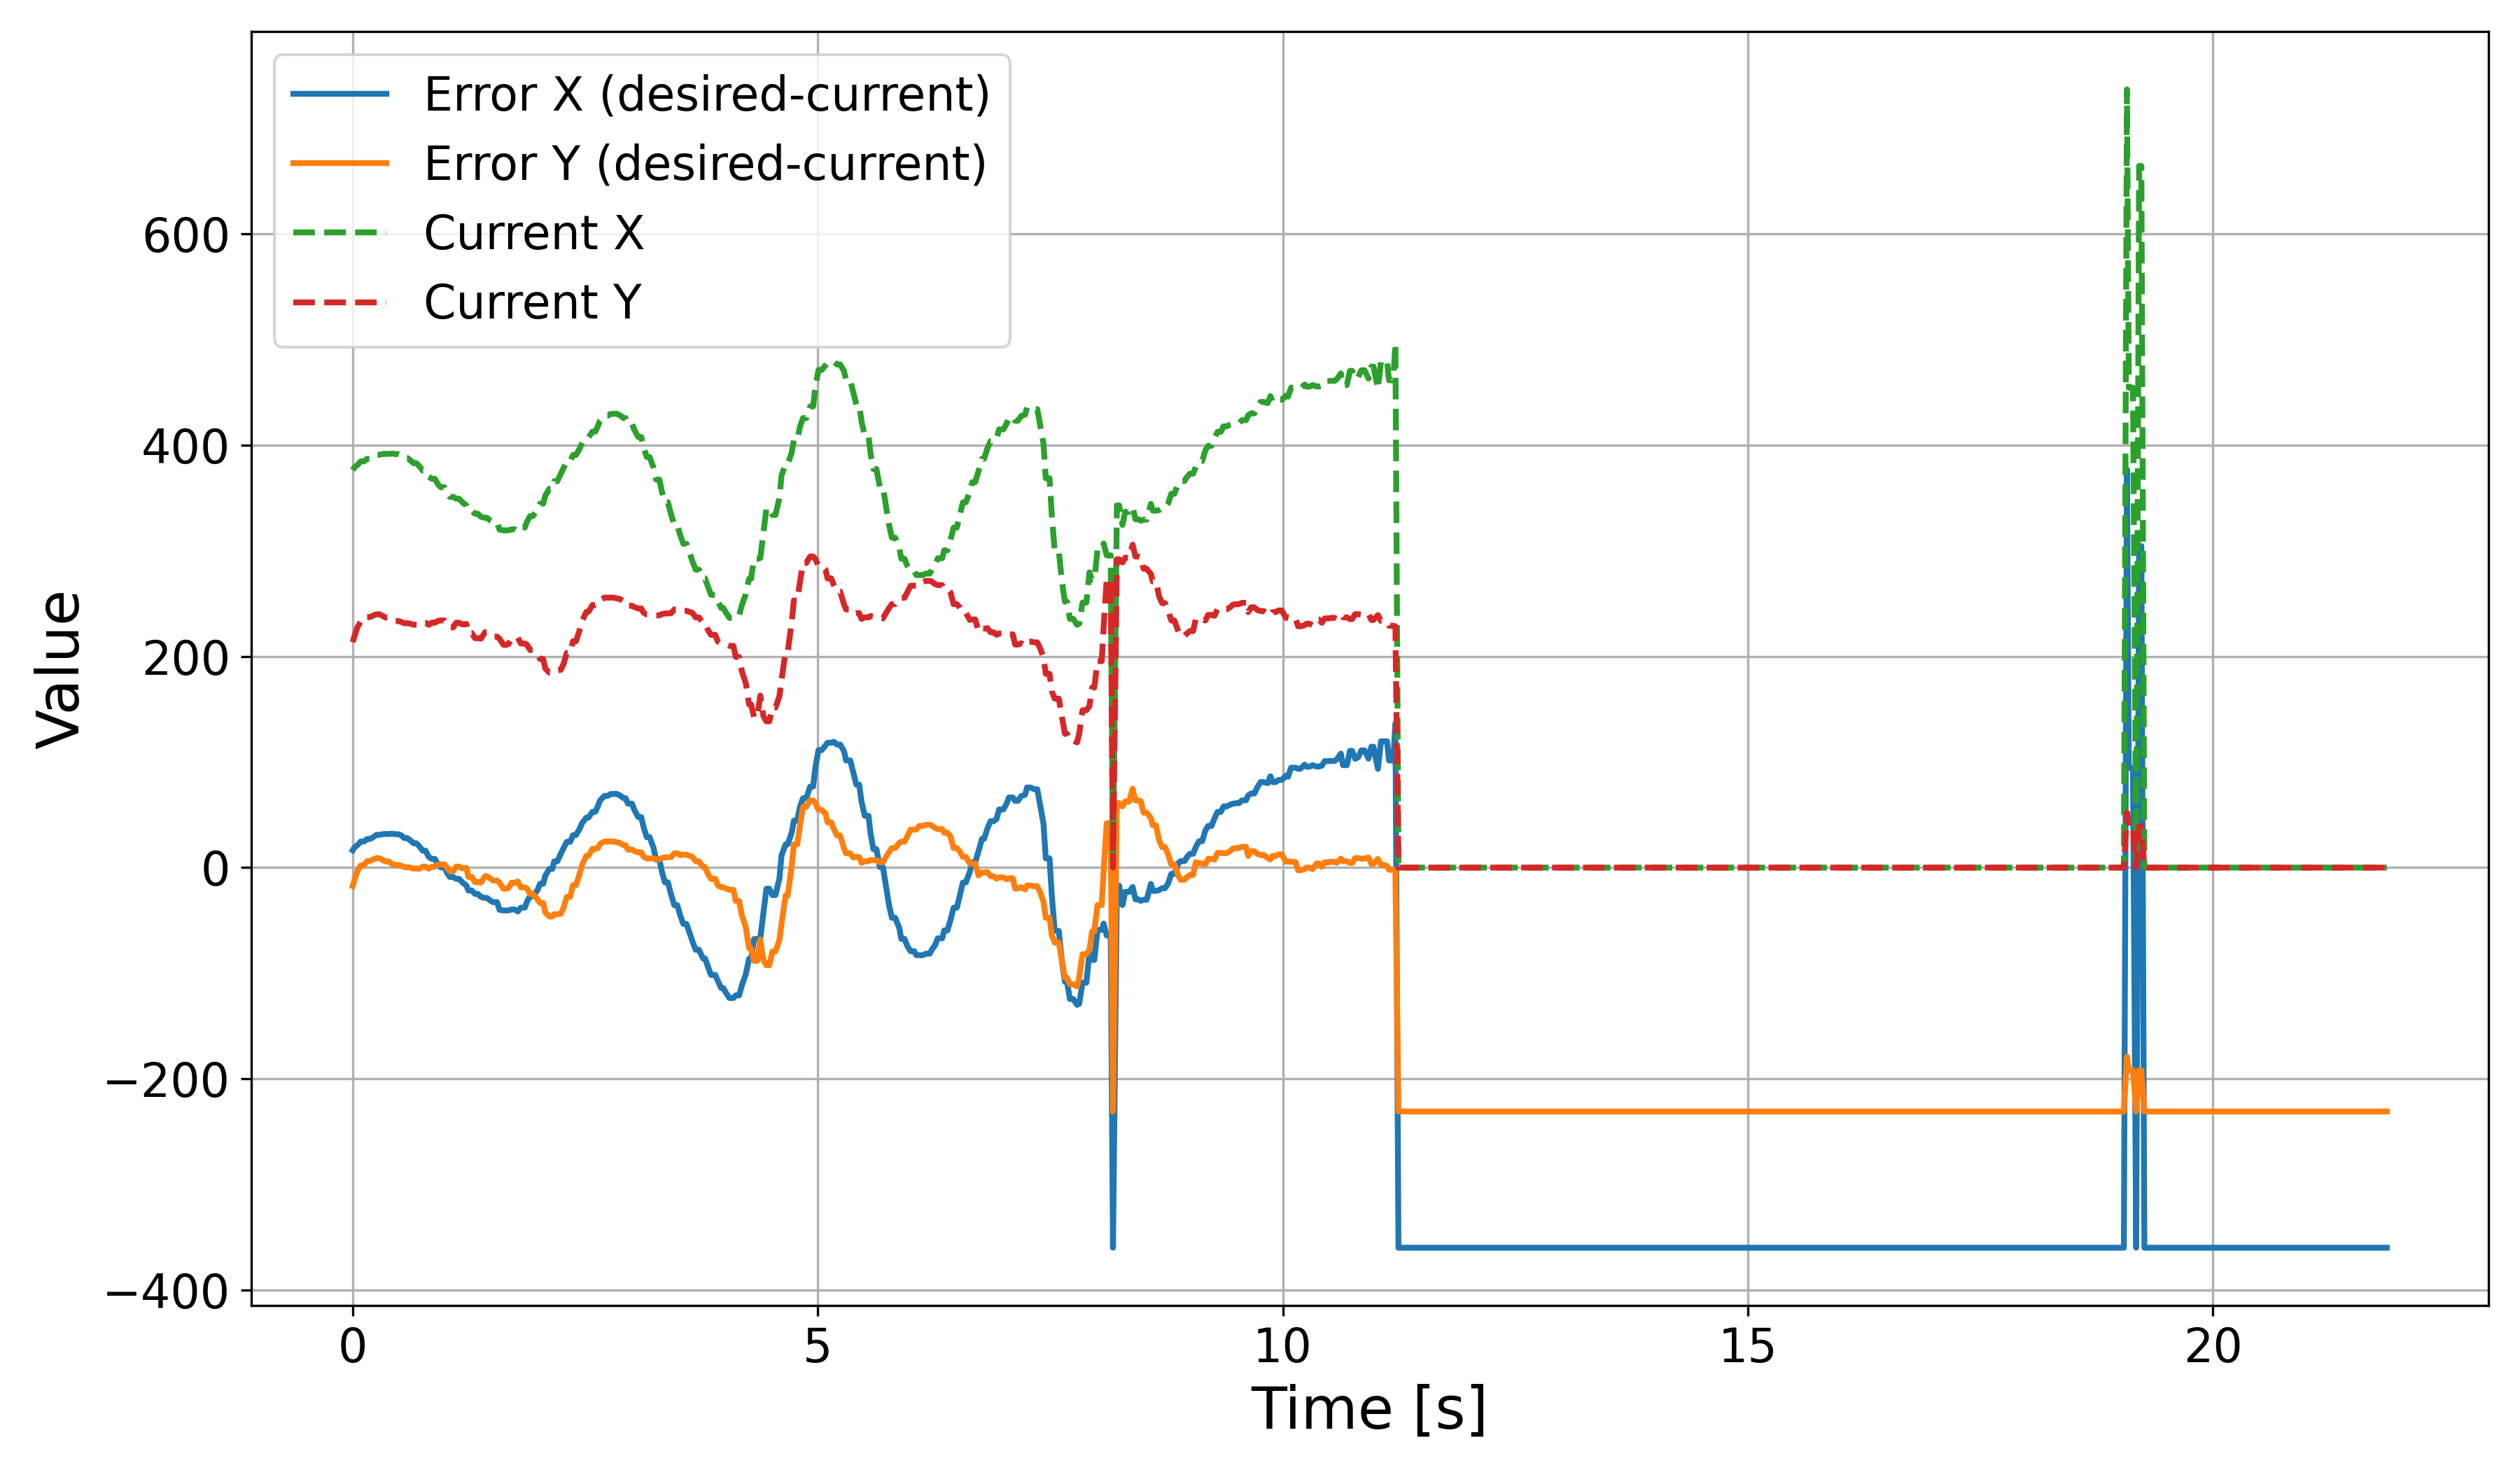 Error X (desired-current)
Error Y (desired-current)
Current X
Current Y
Value
600
400
200
0
−200
−400
0 5 10 15 20
Time [s]